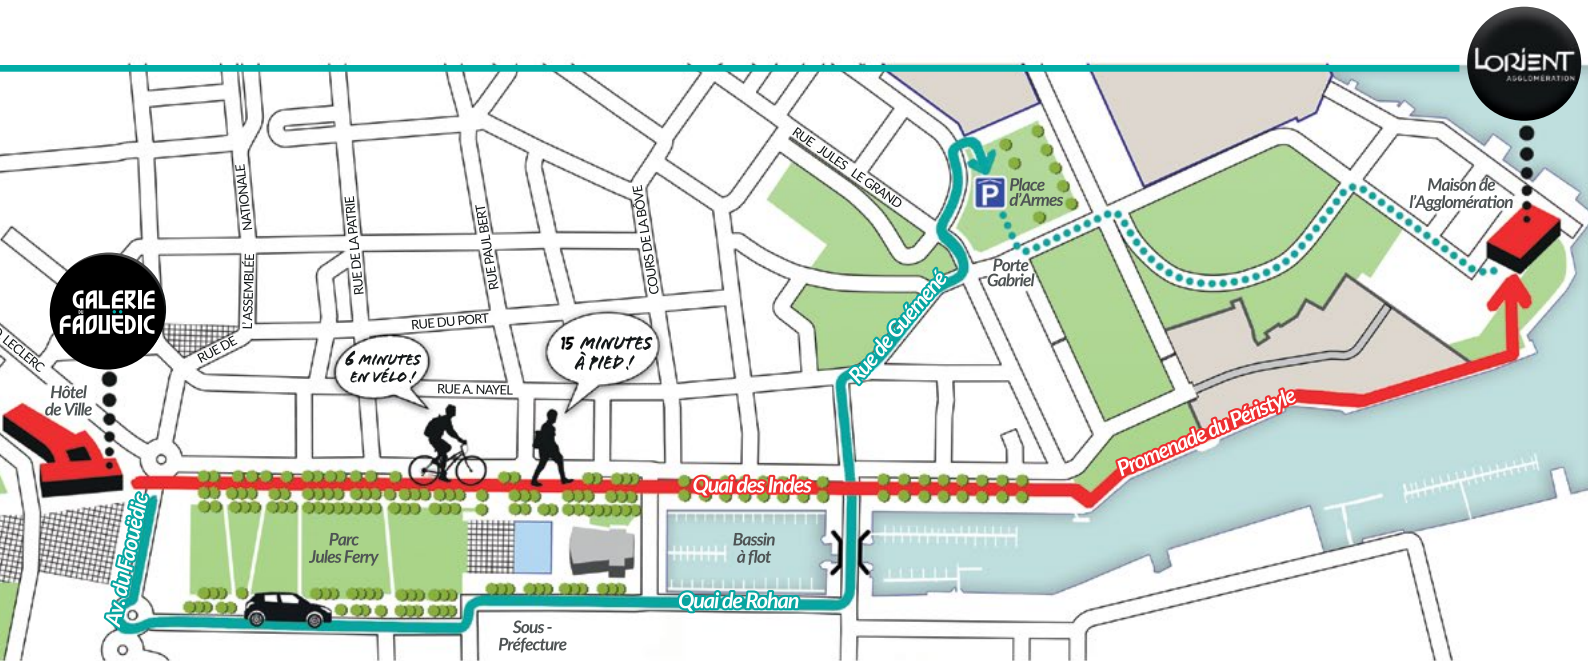 LORIENT
AGGLOMÉRATION
RUE JULES LE GRAND
P
Place
d'Armes
Maison de
l'Agglomération
Porte
Gabriel
NATIONALE
L'ASSEMBLÉE
RUE DE
RUE DE LA PATRIE
RUE PAUL BERT
COURS DE LA BÔVE
GALERIE
DU
FAOUËDIC
LECLERC
Hôtel
de Ville
RUE DU PORT
6 MINUTES
EN VÉLO !
15 MINUTES
À PIED !
RUE A. NAYEL
Rue de Guémené
Promenade du Péristyle
Quai des Indes
Av. du Faouëdic
Parc
Jules Ferry
Bassin
à flot
Quai de Rohan
Sous -
Préfecture